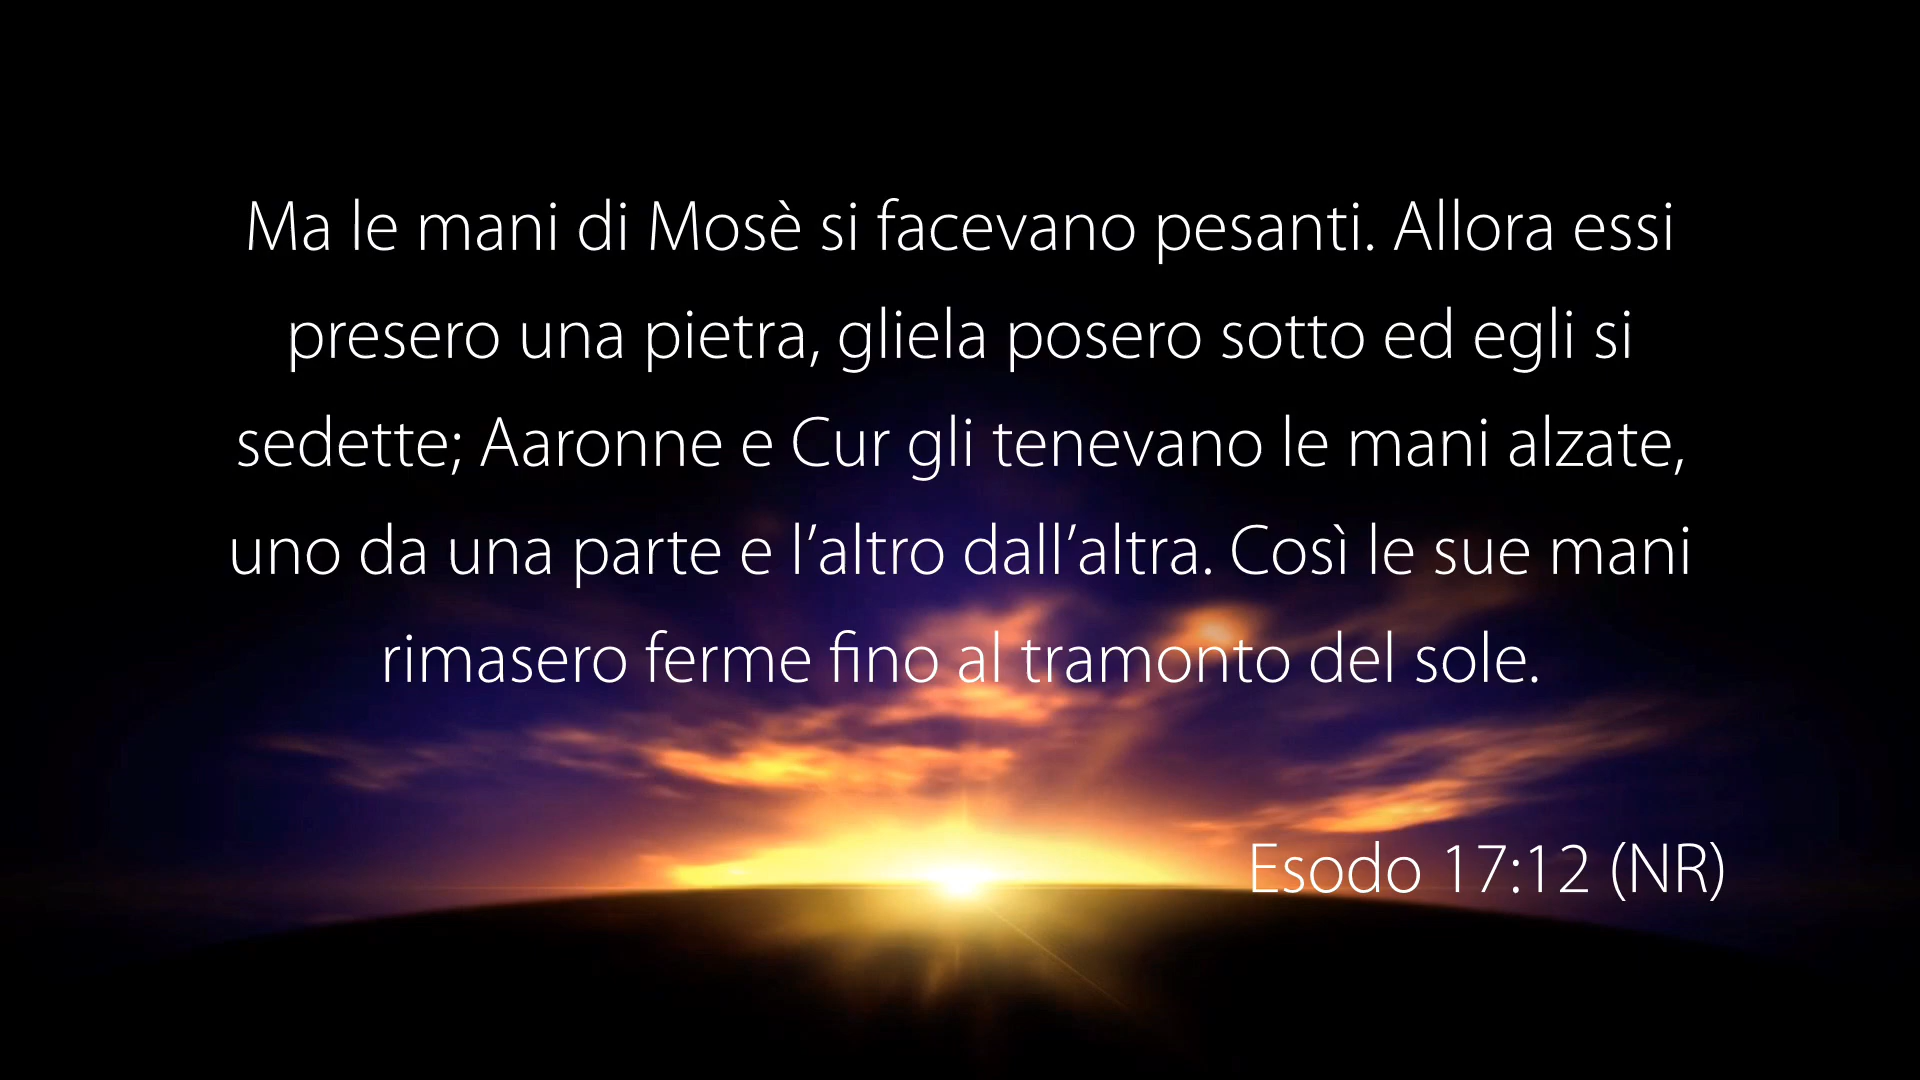 Ma le mani di Mosè si facevano pesanti. Allora essi
presero una pietra, gliela posero sotto ed egli si
sedette; Aaronne e Cur gli tenevano le mani alzate,
uno da una parte e l’altro dall’altra. Così le sue mani
rimasero ferme fino al tramonto del sole.
Esodo 17:12 (NR)